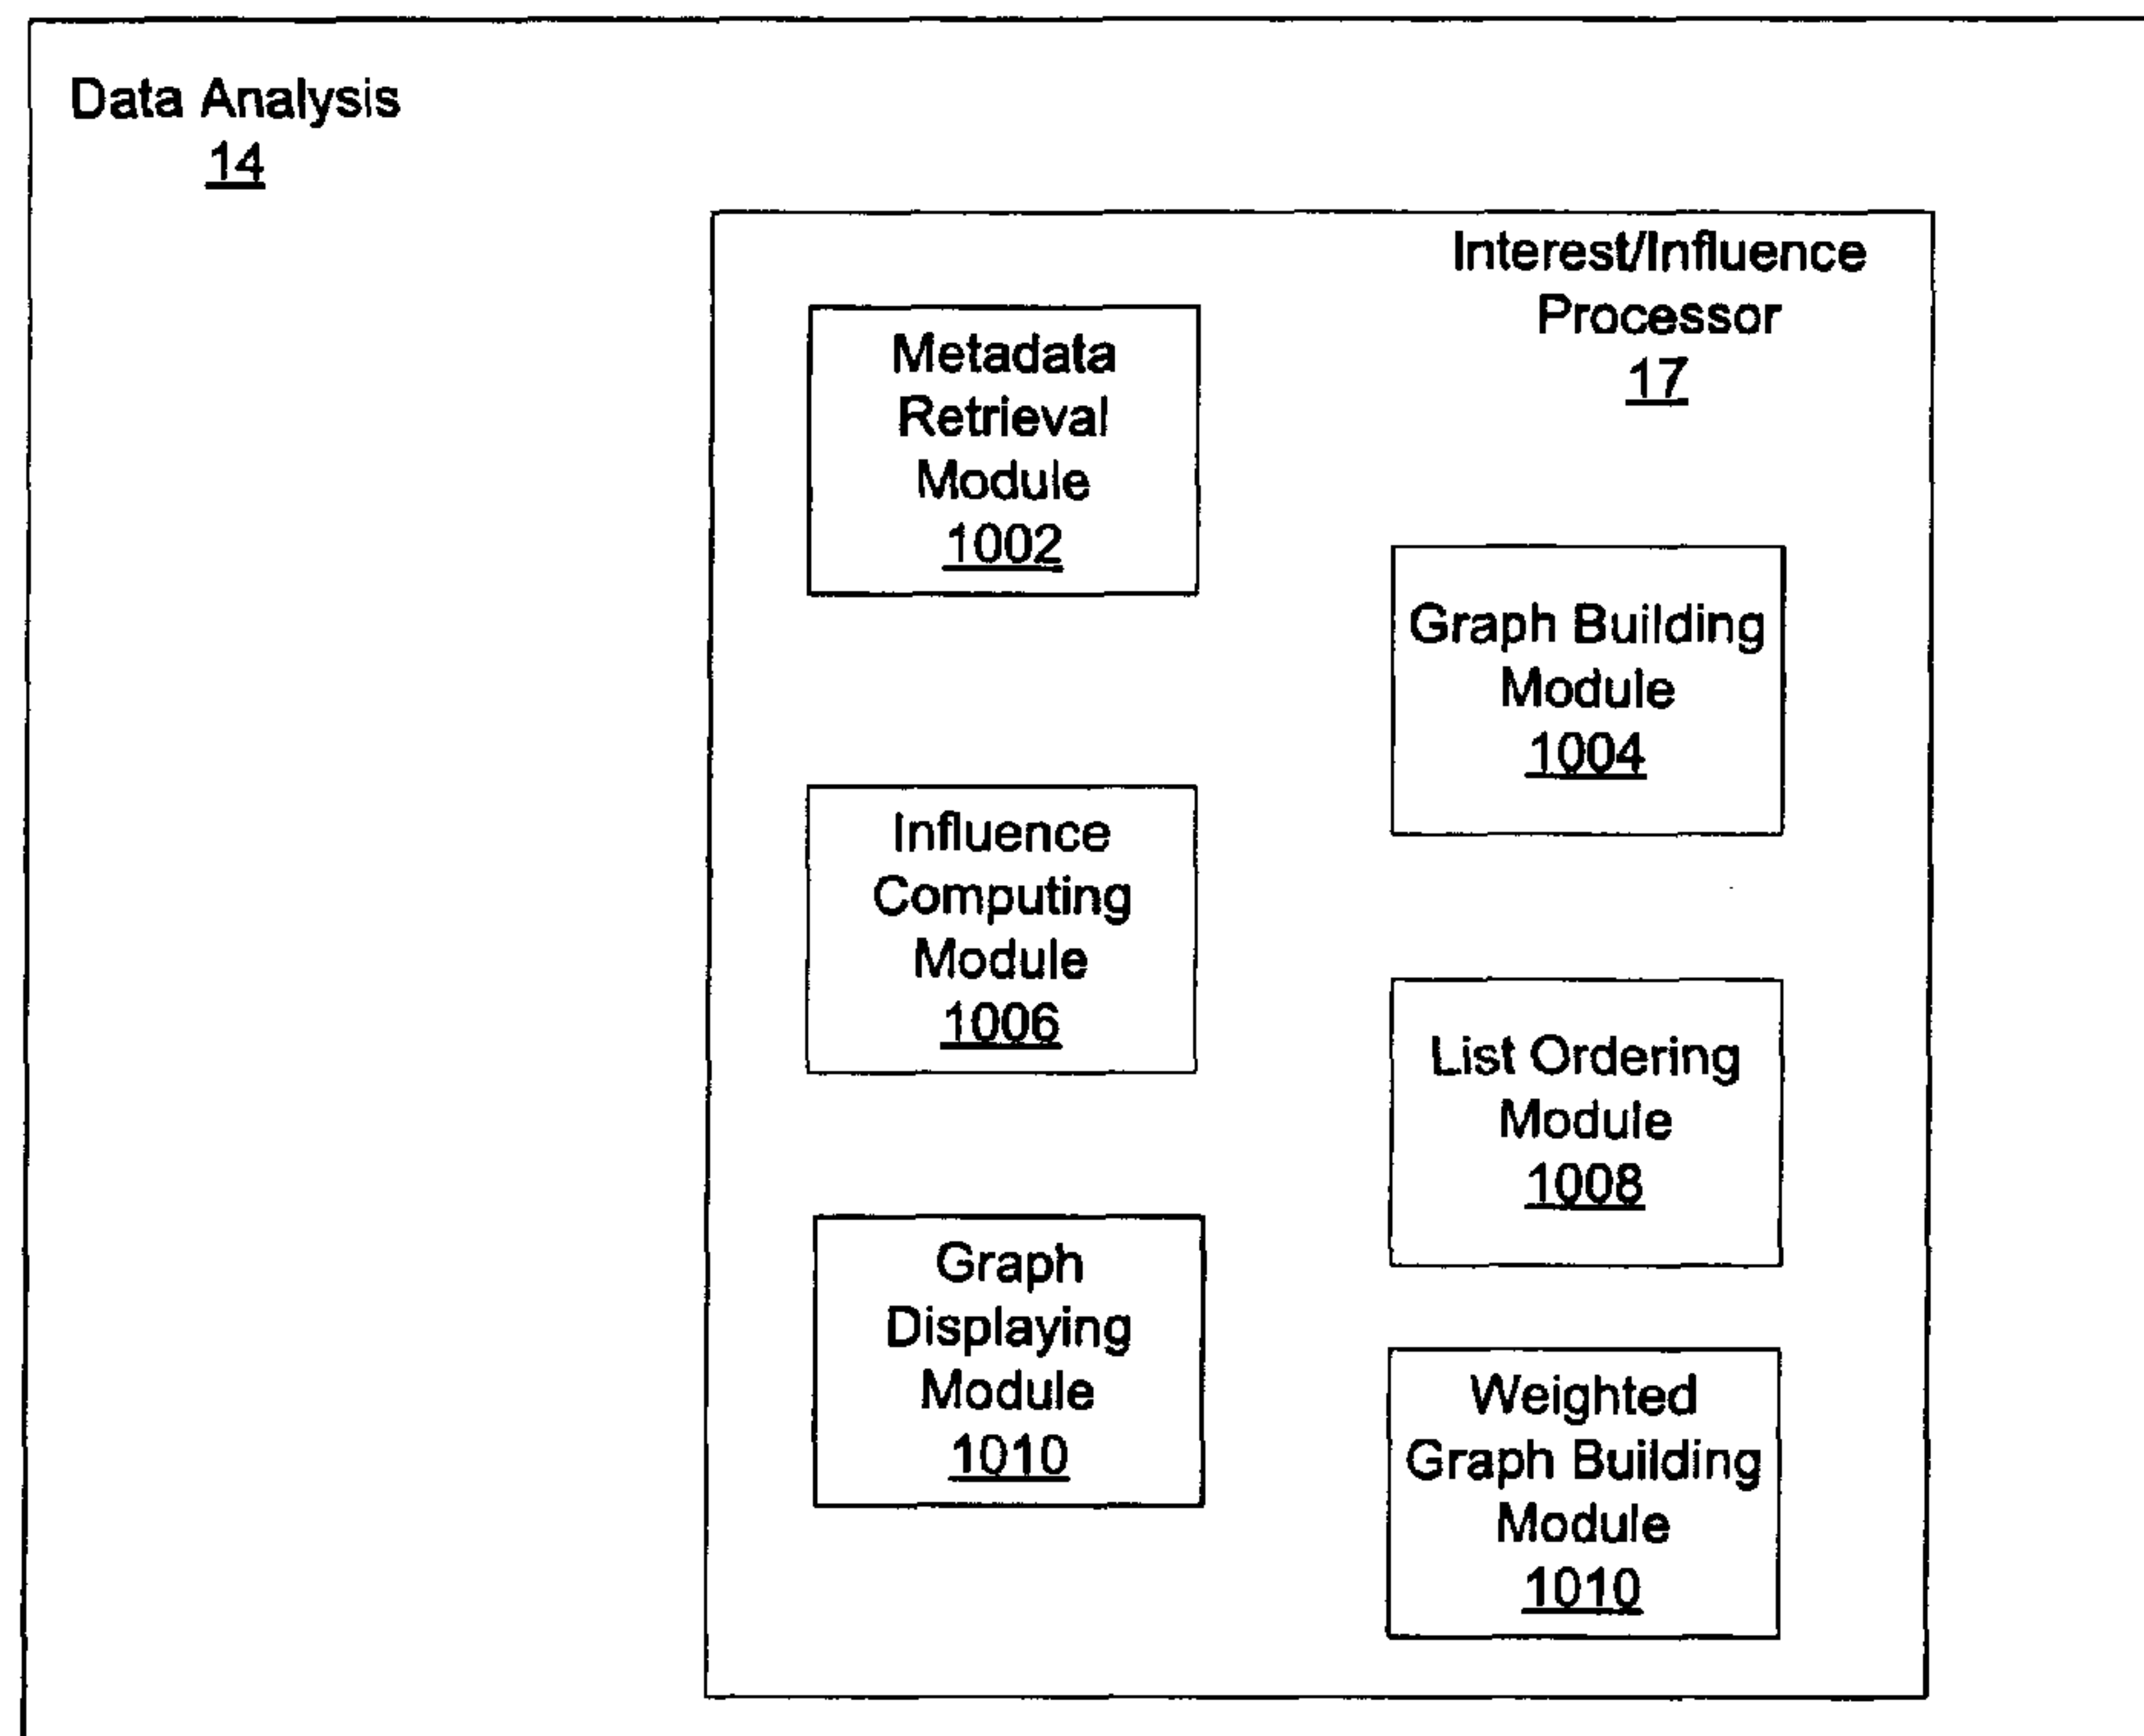 Data Analysis
14
Interest/Influence
Processor
17
Metadata
Retrieval
Module
1002
Graph Building
Module
1004
Influence
Computing
Module
1006
List Ordering
Module
1008
Graph
Displaying
Module
1010
Weighted
Graph Building
Module
1010